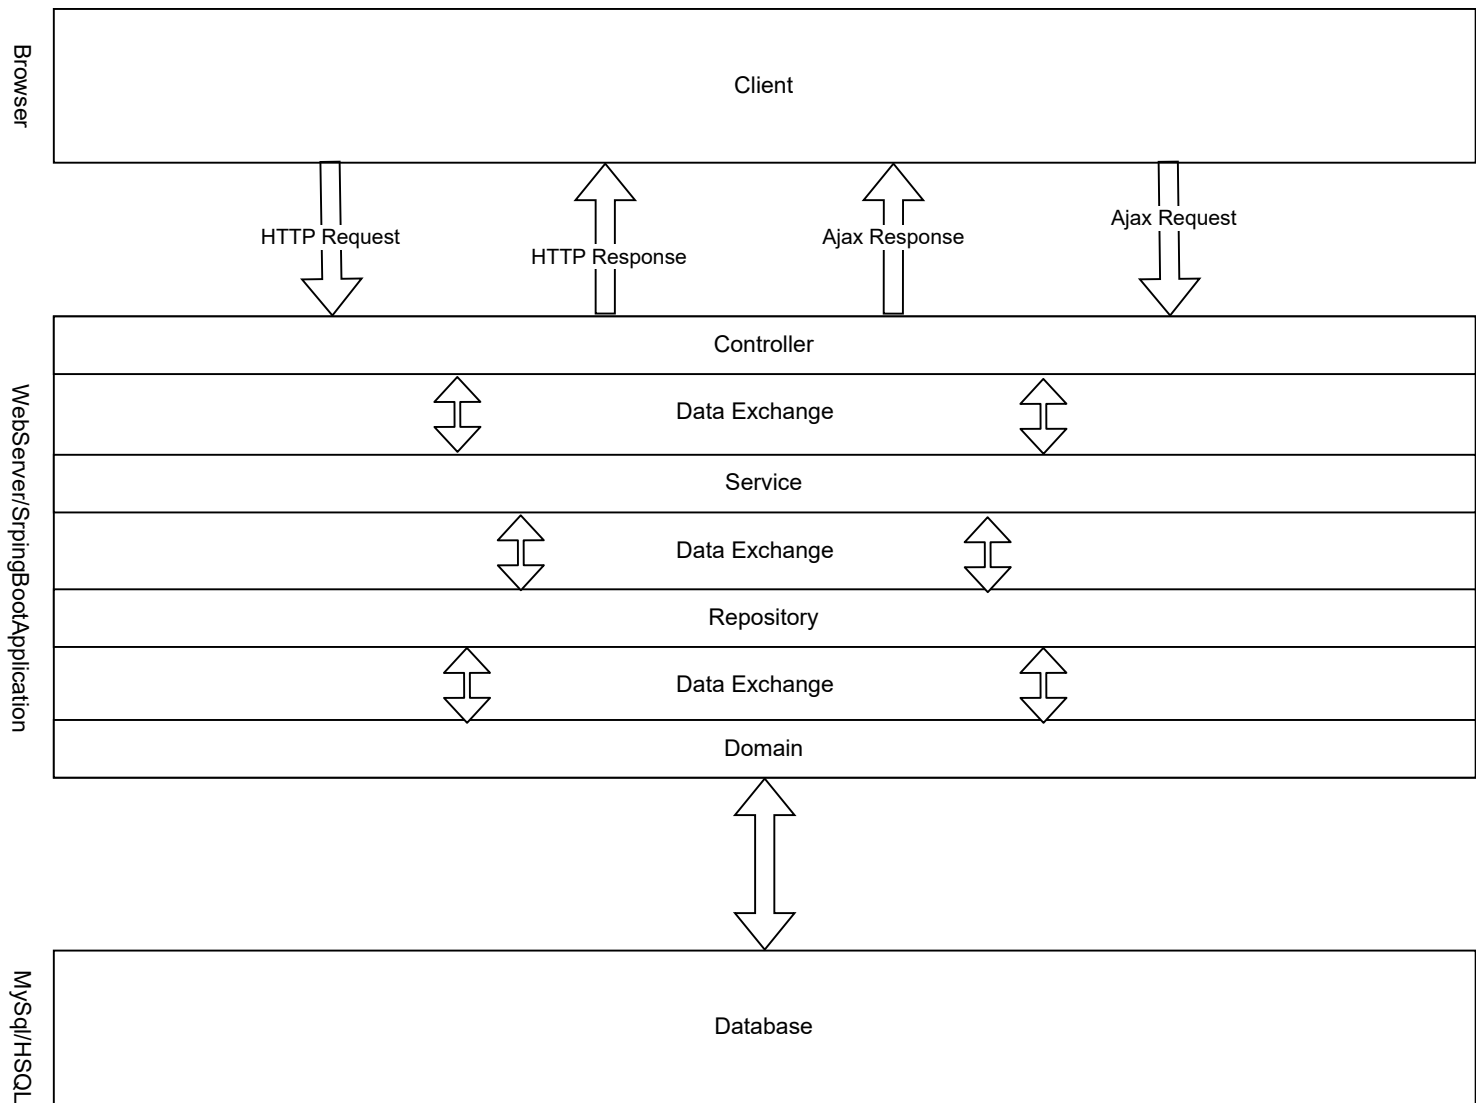 Browser
Client
HTTP Request
HTTP Response
Ajax Response
Ajax Request
WebServer/SrpingBootApplication
Controller
Data Exchange
Service
Data Exchange
Repository
Data Exchange
Domain
MySql/HSQL
Database